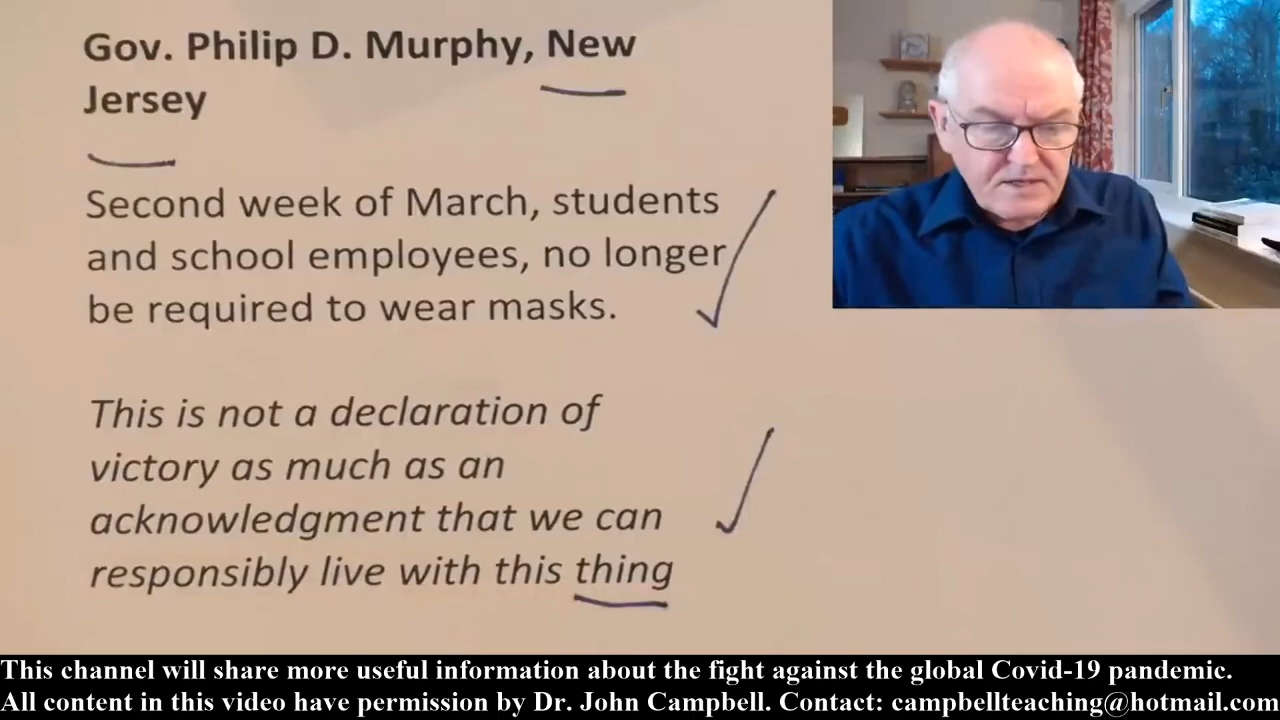 Gov. Philip D. Murphy, New
Jersey
Second week of March, students
and school employees, no longer
be required to wear masks.
This is not a declaration of
victory as much as an
acknowledgment that we can
responsibly live with this thing
This channel will share more useful information about the fight against the global Covid-19 pandemic.
All content in this video have permission by Dr. John Campbell. Contact: campbellteaching@hotmail.com